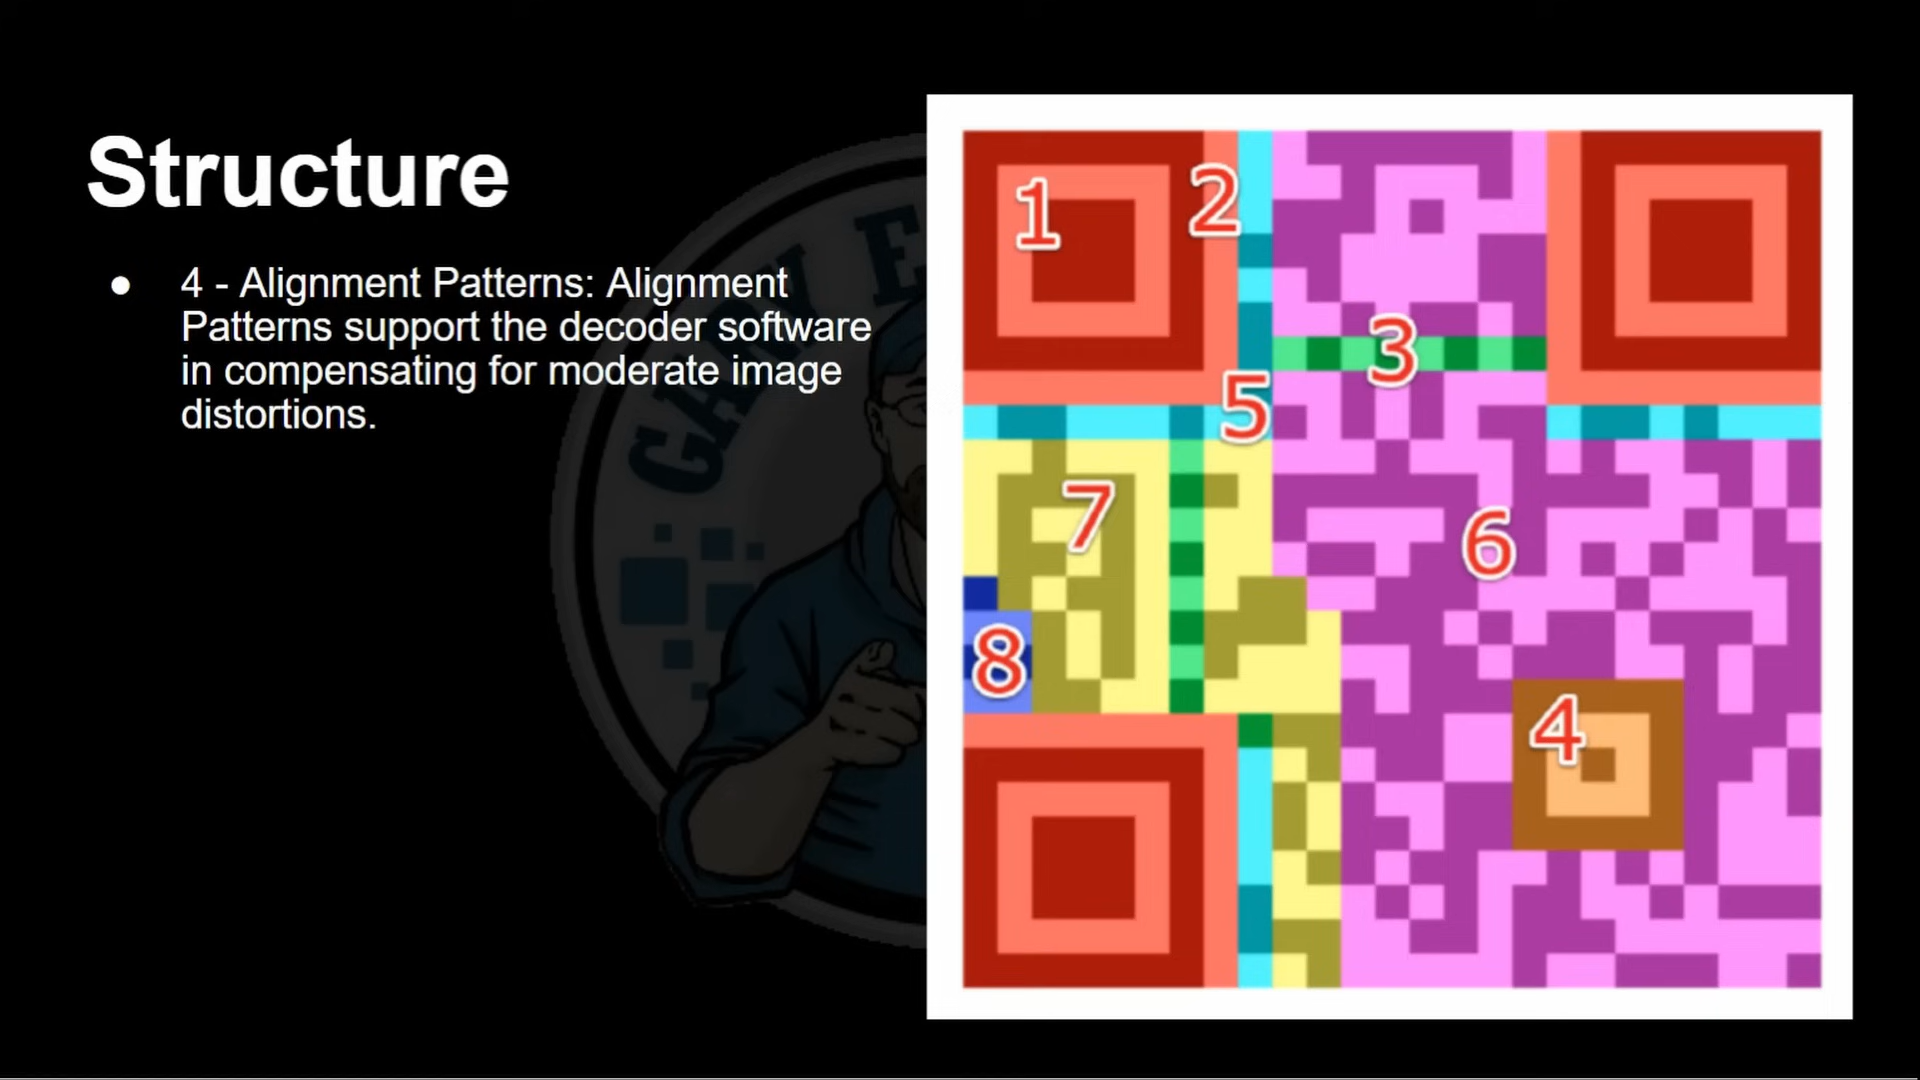 Structure
● 4 - Alignment Patterns: Alignment
Patterns support the decoder software
in compensating for moderate image
distortions.
GARY E
1
2
3
5
7
6
8
4